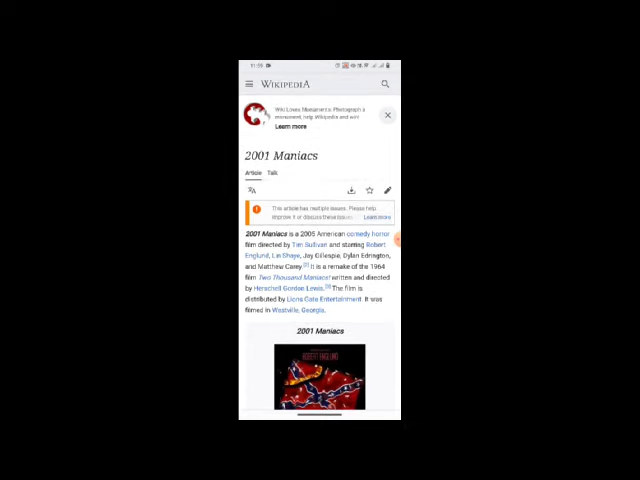 11:55
WIKIPEDIA
Wiki Loves Monuments: Photograph a
monument, help Wikipedia and win!
Learn more
2001 Maniacs
Article Talk
This article has multiple issues. Please help
improve it or discuss these issues
Learn more
2001 Maniacs is a 2005 American comedy horror
film directed by Tim Sullivan and starring Robert
Englund, Lin Shaye, Jay Gillespie, Dylan Edrington,
and Matthew Carey.[2] It is a remake of the 1964
film Two Thousand Maniacs! written and directed
by Herschell Gordon Lewis.[3] The film is
distributed by Lions Gate Entertainment. It was
filmed in Westville, Georgia.
2001 Maniacs
ROBERT ENGLUND